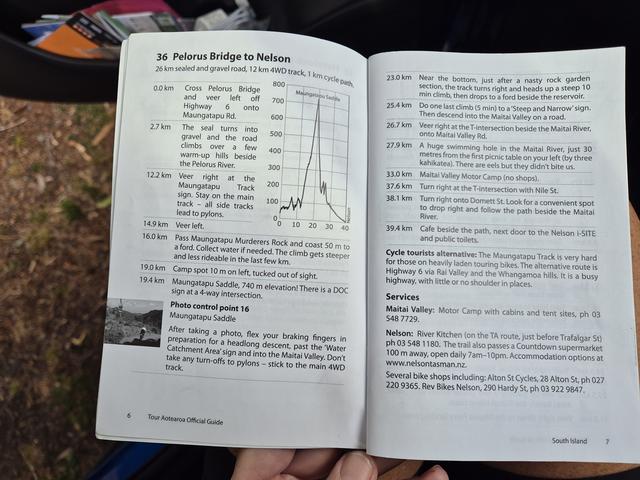 36 Pelorus Bridge to Nelson
26 km sealed and gravel road, 12 km 4WD track, 1 km cycle path.
0.0 km Cross Pelorus Bridge
and veer left off
Highway 6 onto
Maungatapu Rd.
2.7 km The seal turns into
gravel and the road
climbs over a few
warm-up hills beside
the Pelorus River.
12.2 km Veer right at the
Maungatapu Track
sign. Stay on the main
track – all side tracks
lead to pylons.
800
700
600
500
400
300
200
100
0
0 10 20 30 40
Maungatapu Saddle
Nelson
14.9 km Veer left.
16.0 km Pass Maungatapu Murderers Rock and coast 50 m to
a ford. Collect water if needed. The climb gets steeper
and less rideable in the last few km.
19.0 km Camp spot 10 m on left, tucked out of sight.
19.4 km Maungatapu Saddle, 740 m elevation! There is a DOC
sign at a 4-way intersection.
Photo control point 16
Maungatapu Saddle
After taking a photo, flex your braking fingers in
preparation for a headlong descent, past the 'Water
Catchment Area' sign and into the Maitai Valley. Don't
take any turn-offs to pylons – stick to the main 4WD
track.
6 Tour Aotearoa Official Guide
23.0 km Near the bottom, just after a nasty rock garden
section, the track turns right and heads up a steep 10
min climb, then drops to a ford beside the reservoir.
25.4 km Do one last climb (5 min) to a 'Steep and Narrow' sign.
Then descend into the Maitai Valley on a road.
26.7 km Veer right at the T-intersection beside the Maitai River,
onto Maitai Valley Rd.
27.9 km A huge swimming hole in the Maitai River, just 30
metres from the first picnic table on your left (by three
kahikatea). There are eels but they didn't bite us.
33.0 km Maitai Valley Motor Camp (no shops).
37.6 km Turn right at the T-intersection with Nile St.
38.1 km Turn right onto Domett St. Look for a convenient spot
to drop right and follow the path beside the Maitai
River.
39.4 km Cafe beside the path, next door to the Nelson i-SITE
and public toilets.
Cycle tourists alternative: The Maungatapu Track is very hard
for those on heavily laden touring bikes. The alternative route is
Highway 6 via Rai Valley and the Whangamoa hills. It is a busy
highway, with little or no shoulder in places.
Services
Maitai Valley: Motor Camp with cabins and tent sites, ph 03
548 7729.
Nelson: River Kitchen (on the TA route, just before Trafalgar St)
ph 03 548 1180. The trail also passes a Countdown supermarket
100 m away, open daily 7am–10pm. Accommodation options at
www.nelsontasman.nz.
Several bike shops including: Alton St Cycles, 28 Alton St, ph 027
220 9365. Rev Bikes Nelson, 290 Hardy St, ph 03 922 9847.
South Island 7